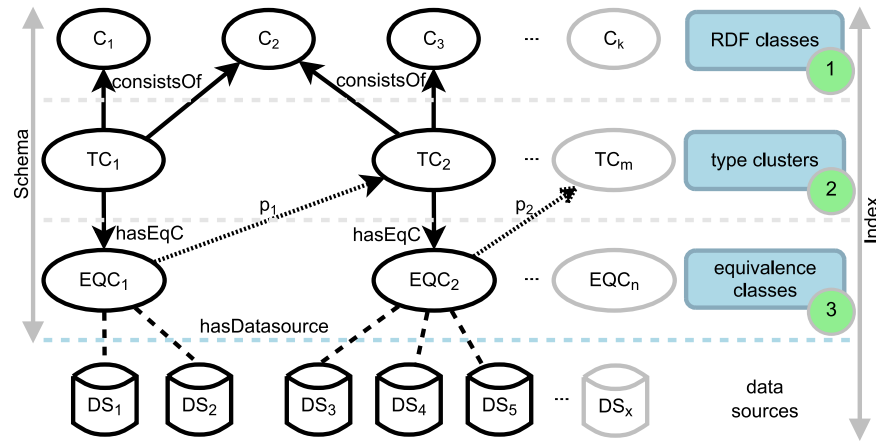 C1 C2 C3 ... Ck RDF classes
1
consistsOf consistsOf
Schema
TC1 TC2 ... TCm type clusters
2
p1 p2
hasEqC hasEqC
Index
EQC1 EQC2 ... EQCn equivalence
classes
3
hasDatasource
DS1 DS2 DS3 DS4 DS5 ... DSx data
sources